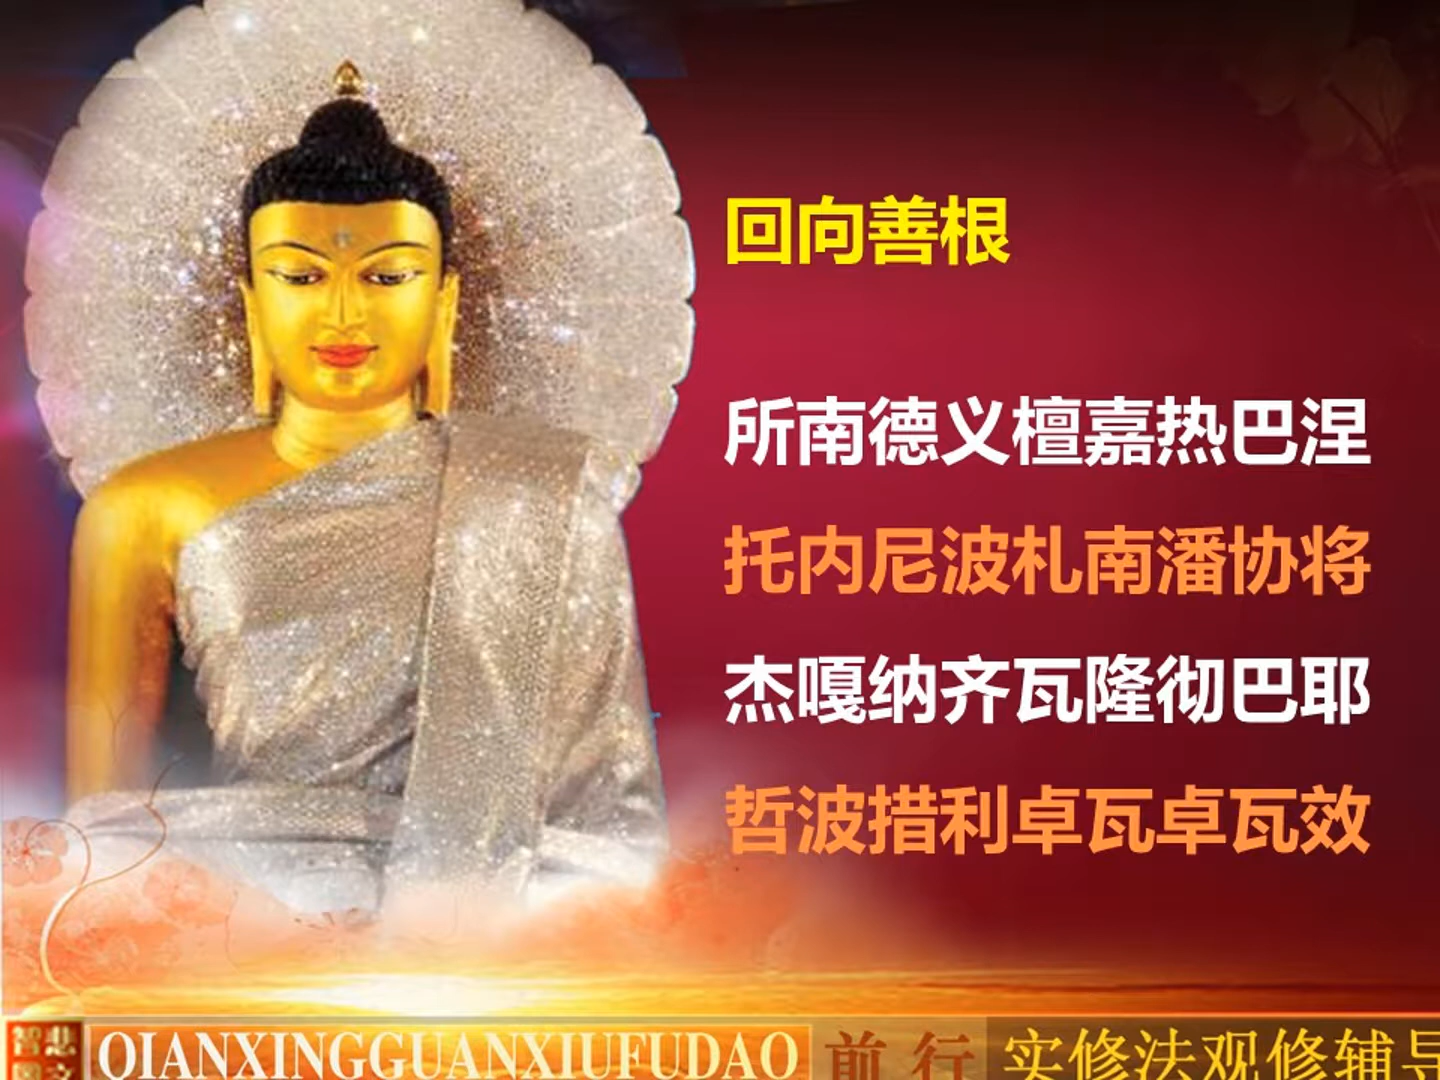 回向善根
所南德义檀嘉热巴涅
托内尼波札南潘协将
杰嘎纳齐瓦隆彻巴耶
哲波措利卓瓦卓瓦效
智悲
QIANXINGGUANXIUFUDAO 前行 实修法观修辅导